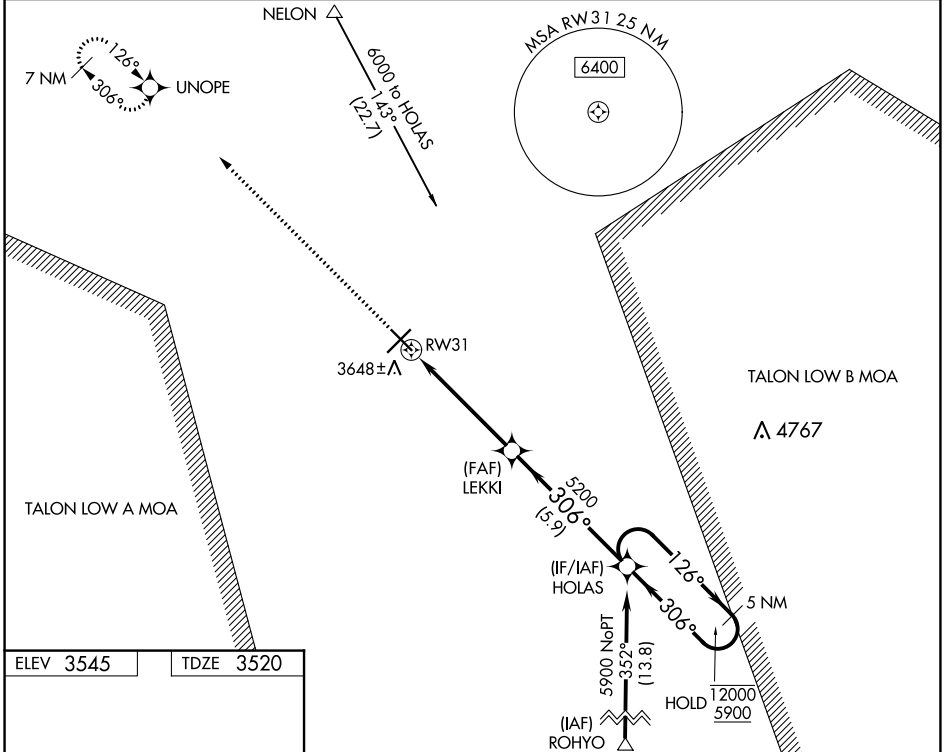 NELON
6000 to HOLAS
143°
(22.7)
MSA RW31 25 NM
6400
126°
7 NM
306°
UNOPE
RW31
3648±
TALON LOW B MOA
4767
(FAF)
LEKKI
5200
306°
(5.9)
TALON LOW A MOA
(IF/IAF)
HOLAS
126°
306°
5 NM
5900 NoPT
352°
(13.8)
HOLD
12000
5900
(IAF)
ROHYO
ELEV 3545
TDZE 3520